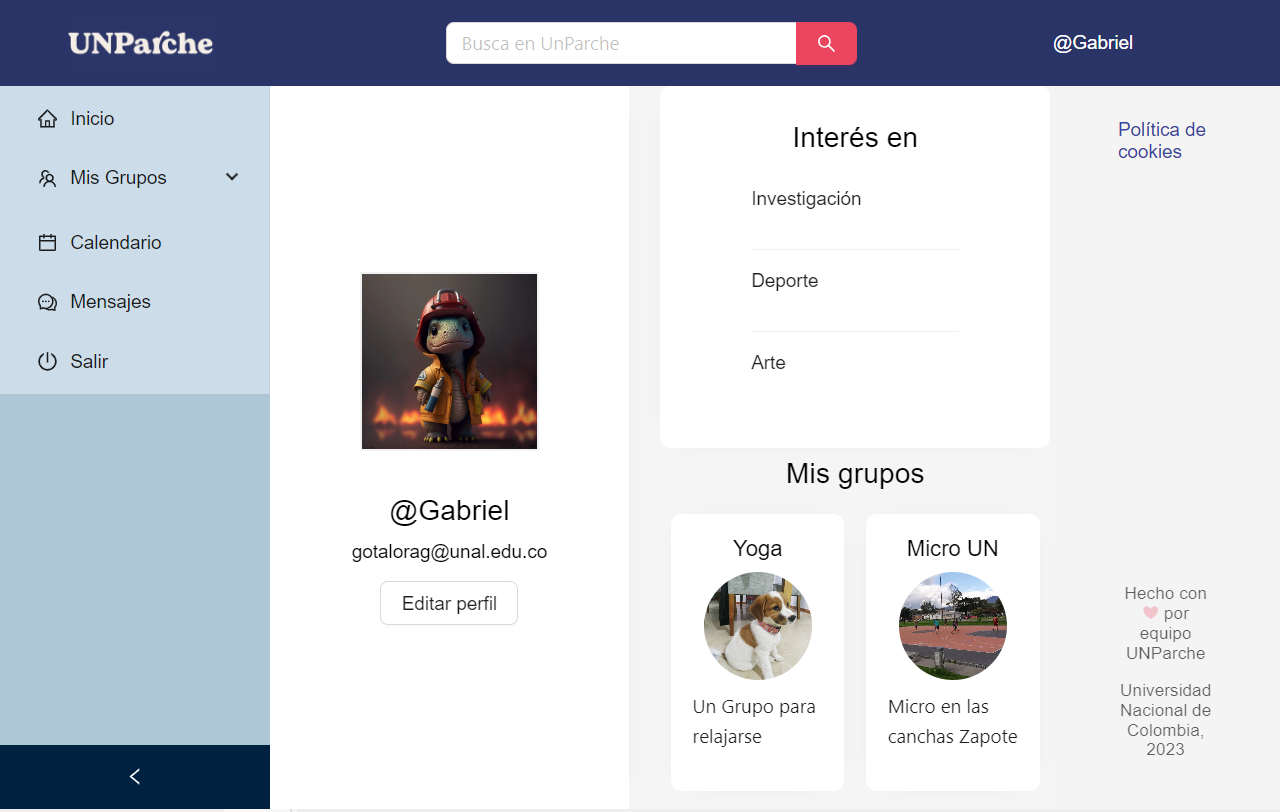 UNParche
Busca en UnParche
@Gabriel
Inicio
Mis Grupos
Calendario
Mensajes
Salir
@Gabriel
gotalorag@unal.edu.co
Editar perfil
Interés en
Investigación
Deporte
Arte
Mis grupos
Yoga
Un Grupo para
relajarse
Micro UN
Micro en las
canchas Zapote
Política de
cookies
Hecho con
❤ por
equipo
UNParche
Universidad
Nacional de
Colombia,
2023